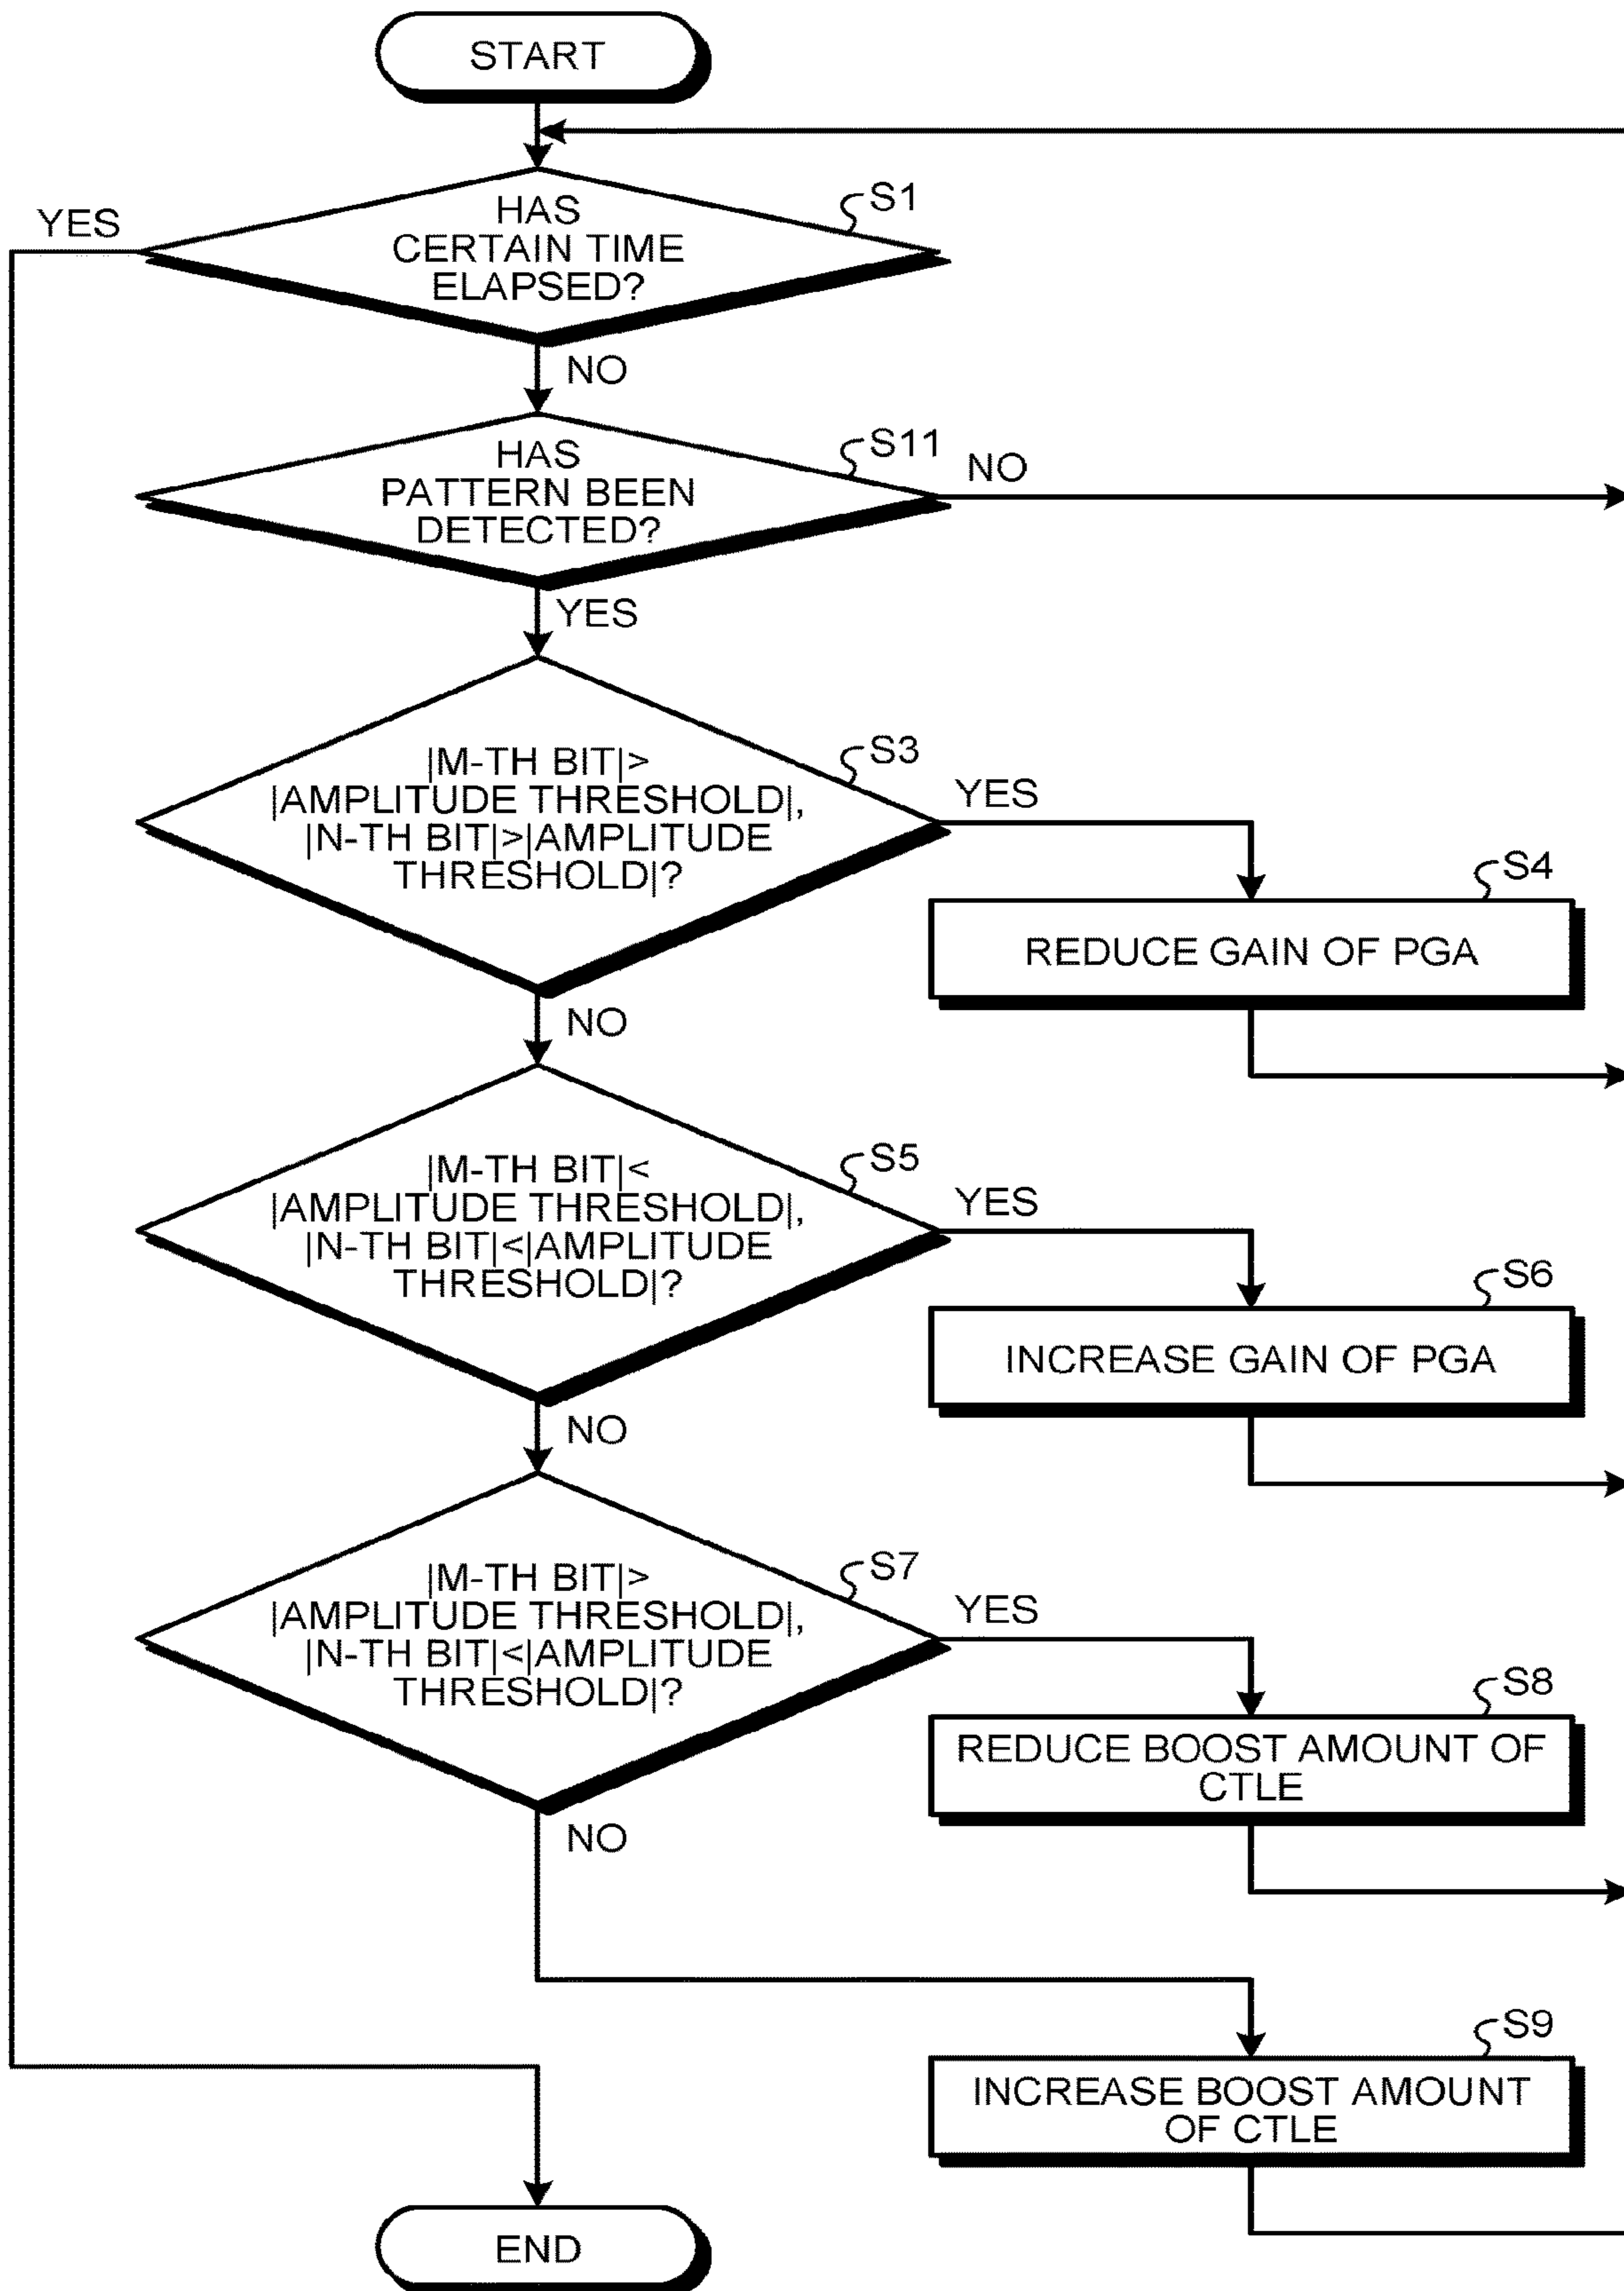 START
S1
YES
HAS
CERTAIN TIME
ELAPSED?
NO
S11
HAS
PATTERN BEEN
DETECTED?
NO
YES
S3
|M-TH BIT|>
|AMPLITUDE THRESHOLD|,
|N-TH BIT|>|AMPLITUDE
THRESHOLD|?
YES
S4
REDUCE GAIN OF PGA
NO
S5
|M-TH BIT|<
|AMPLITUDE THRESHOLD|,
|N-TH BIT|<|AMPLITUDE
THRESHOLD|?
YES
S6
INCREASE GAIN OF PGA
NO
S7
|M-TH BIT|>
|AMPLITUDE THRESHOLD|,
|N-TH BIT|<|AMPLITUDE
THRESHOLD|?
YES
S8
REDUCE BOOST AMOUNT OF
CTLE
NO
S9
INCREASE BOOST AMOUNT
OF CTLE
END